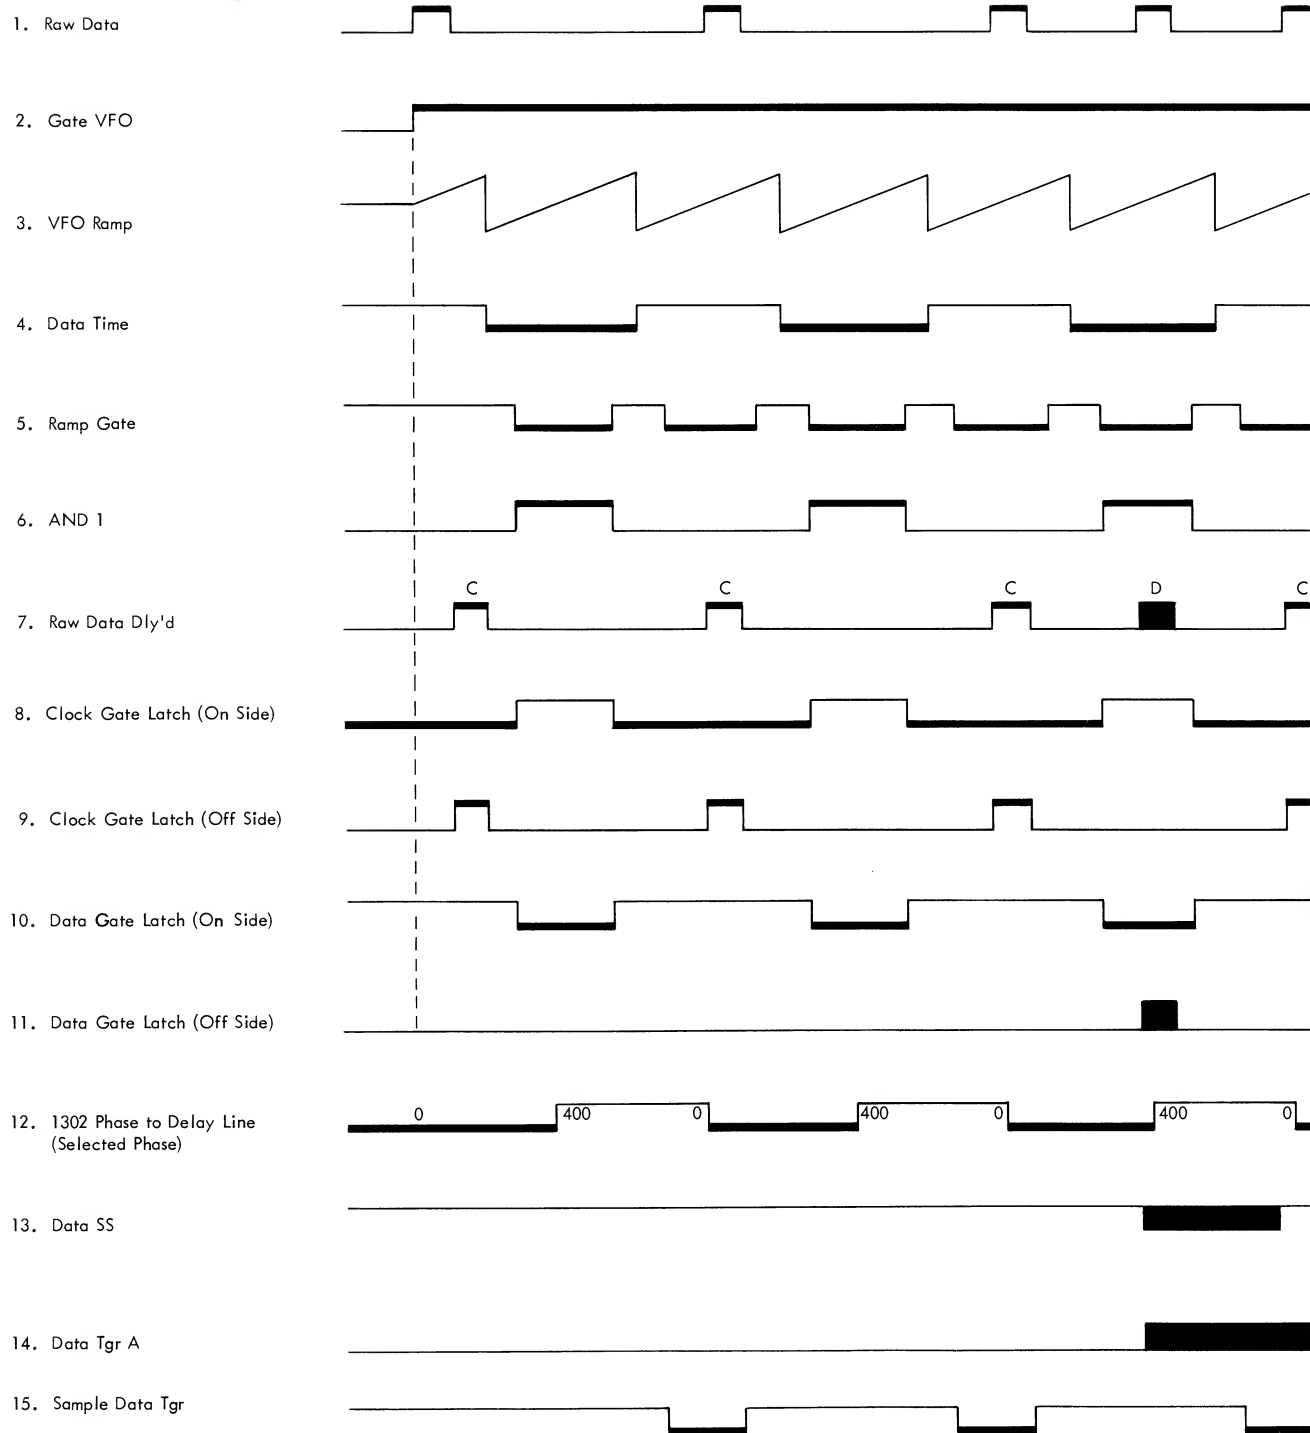 1. Raw Data
2. Gate VFO
3. VFO Ramp
4. Data Time
5. Ramp Gate
6. AND 1
C C C D C
7. Raw Data Dly'd
8. Clock Gate Latch (On Side)
9. Clock Gate Latch (Off Side)
10. Data Gate Latch (On Side)
11. Data Gate Latch (Off Side)
0 400 0 400 0 400 0
12. 1302 Phase to Delay Line
(Selected Phase)
13. Data SS
14. Data Tgr A
15. Sample Data Tgr